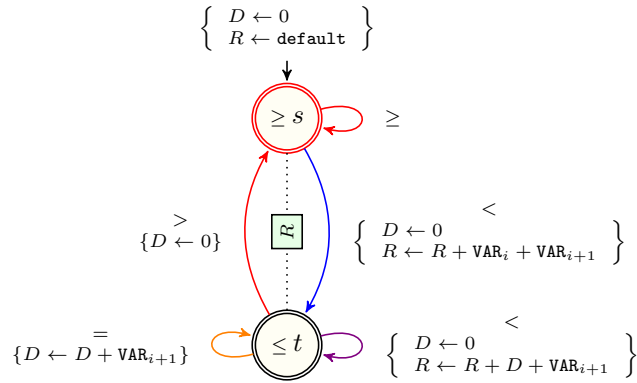 D ← 0
R ← default
≥ s
≥
>
{D ← 0}
R
<
D ← 0
R ← R + VAR_i + VAR_{i+1}
=
{D ← D + VAR_{i+1}}
≤ t
<
D ← 0
R ← R + D + VAR_{i+1}